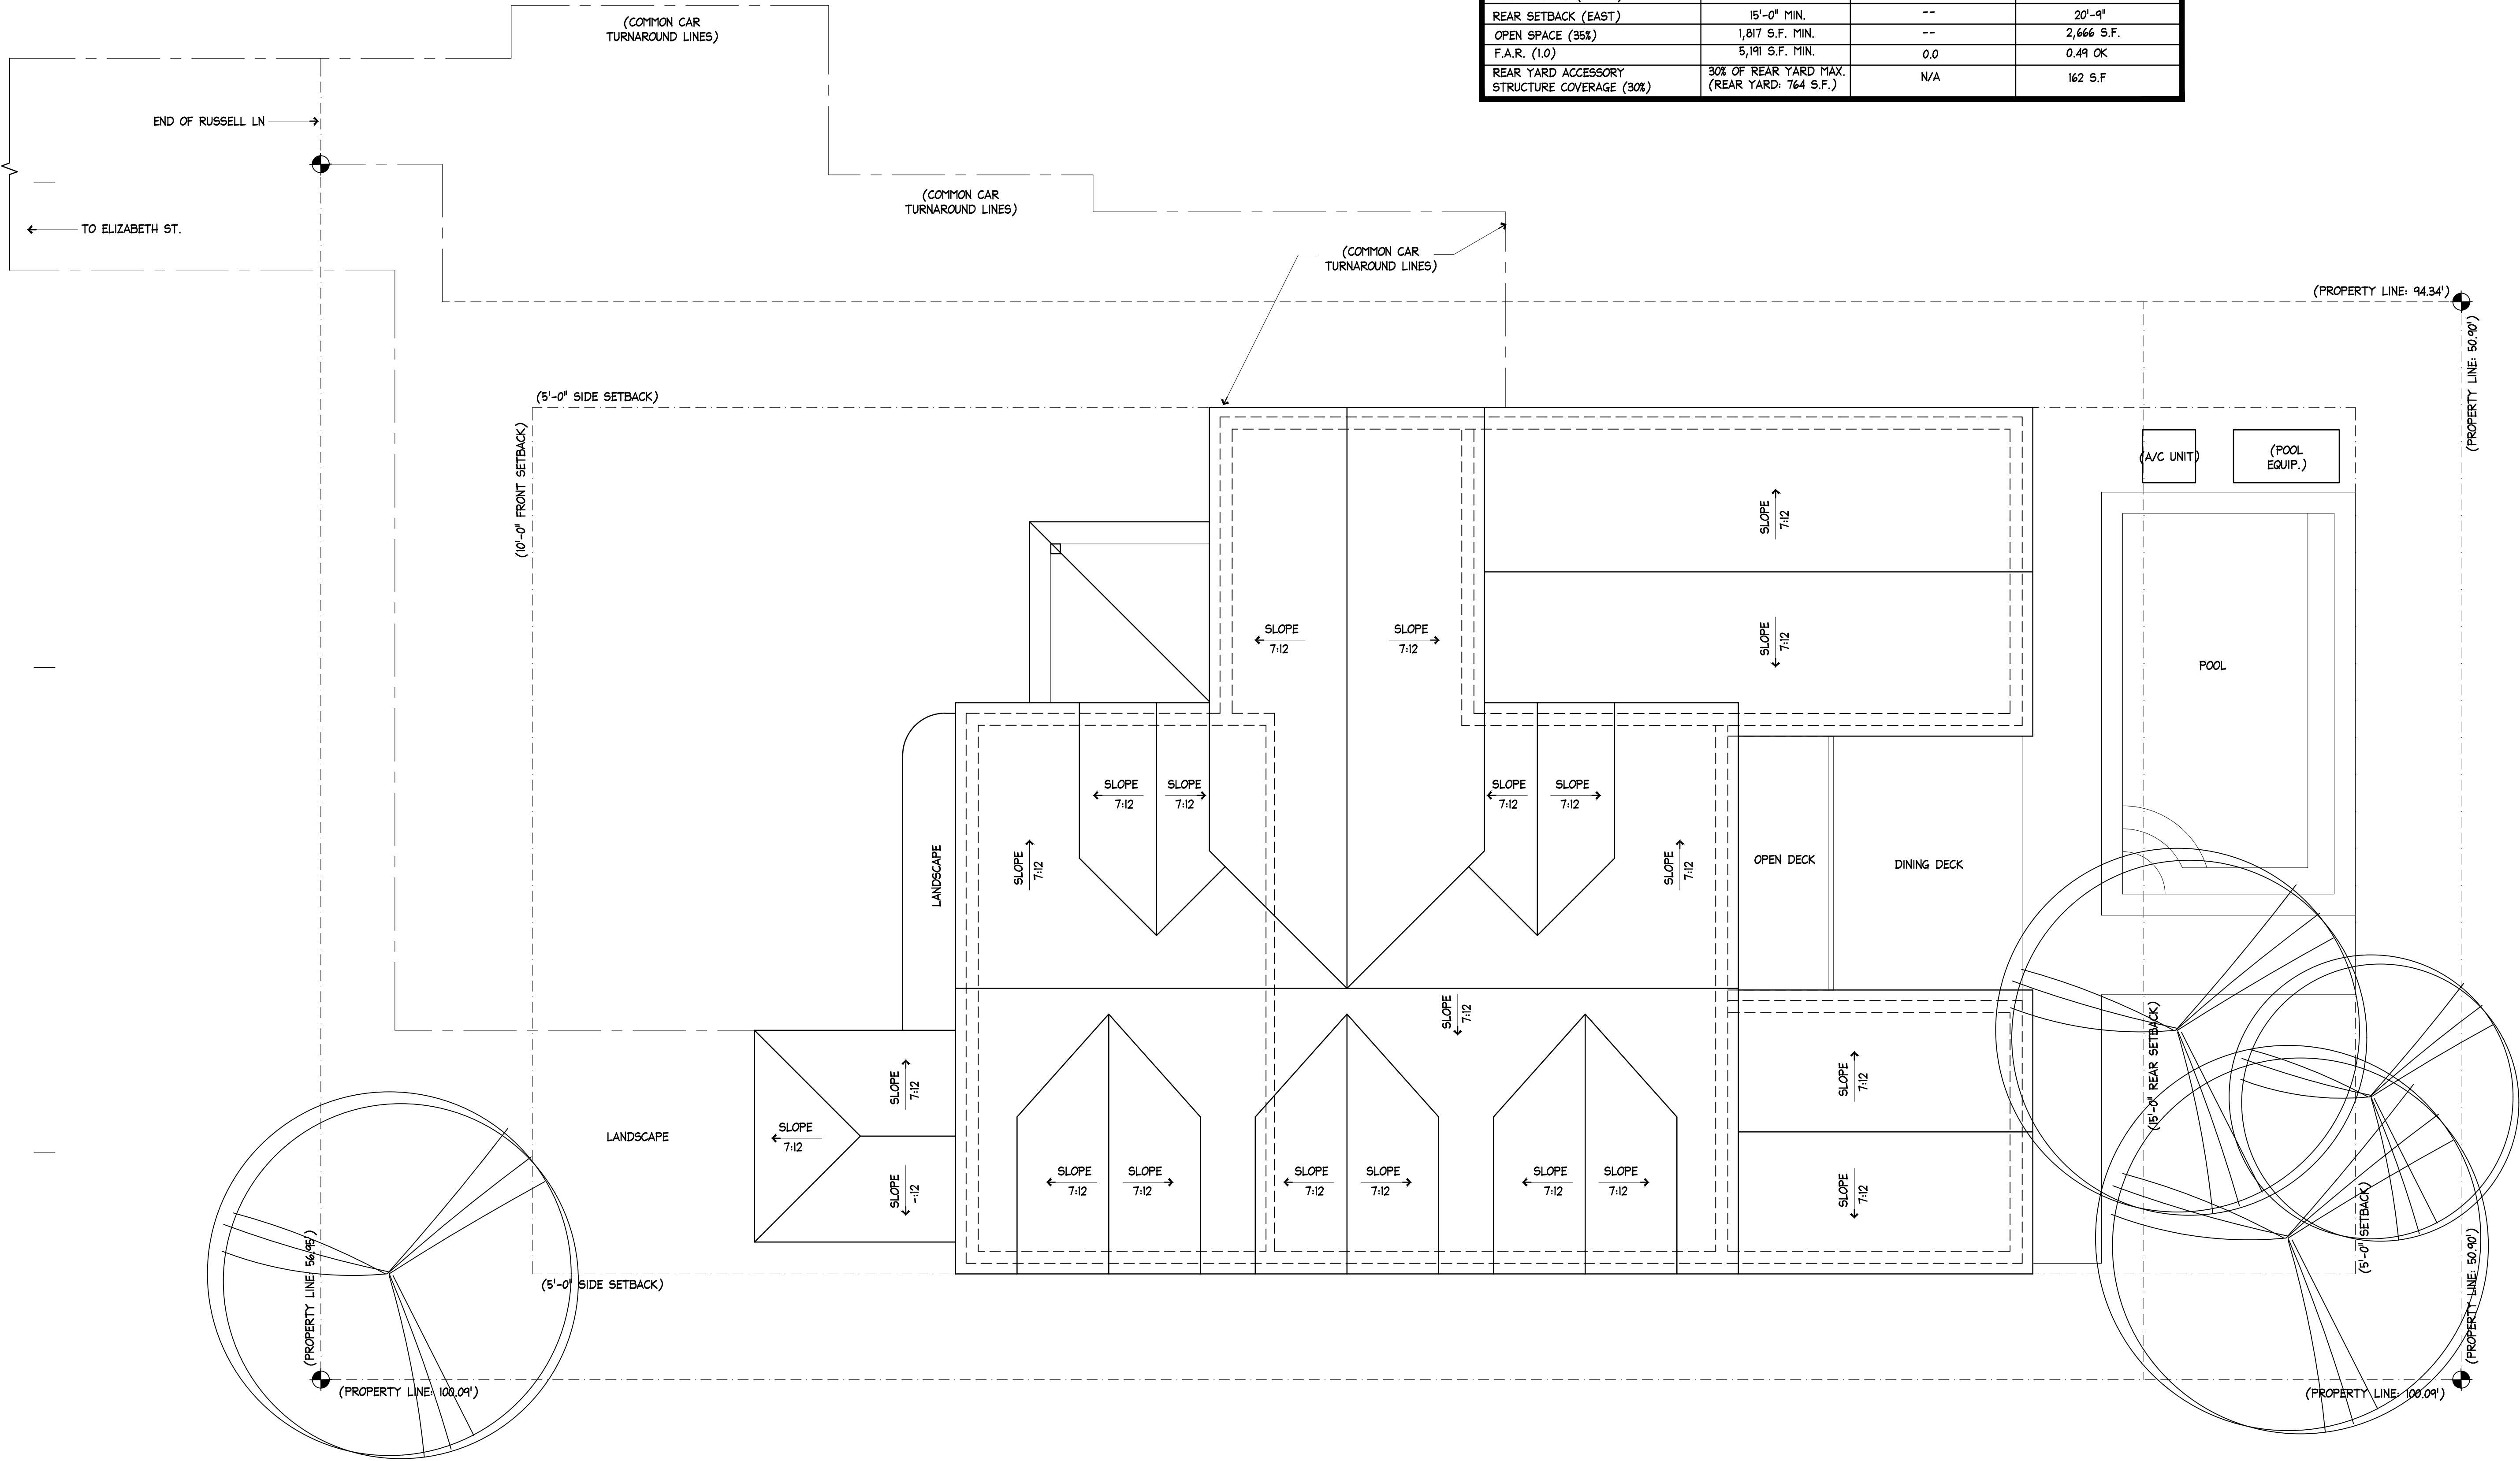 (COMMON CAR
TURNAROUND LINES)
REAR SETBACK (EAST) 15'-0" MIN. -- 20'-9"
OPEN SPACE (35%) 1,817 S.F. MIN. -- 2,666 S.F.
F.A.R. (1.0) 5,191 S.F. MIN. 0.0 0.49 OK
REAR YARD ACCESSORY 30% OF REAR YARD MAX. N/A 162 S.F
STRUCTURE COVERAGE (30%) (REAR YARD: 764 S.F.)
END OF RUSSELL LN
(COMMON CAR
TURNAROUND LINES)
TO ELIZABETH ST.
(COMMON CAR
TURNAROUND LINES)
(PROPERTY LINE: 94.34')
(PROPERTY LINE: 50.90')
(5'-0" SIDE SETBACK)
(10'-0" FRONT SETBACK)
(A/C UNIT)
(POOL
EQUIP.)
SLOPE
7:12
SLOPE
7:12
SLOPE
7:12
SLOPE
7:12
POOL
SLOPE
7:12
SLOPE
7:12
SLOPE
7:12
SLOPE
7:12
LANDSCAPE
SLOPE
7:12
SLOPE
7:12
OPEN DECK
DINING DECK
SLOPE
7:12
SLOPE
7:12
SLOPE
7:12
(15'-0" REAR SETBACK)
LANDSCAPE
SLOPE
7:12
SLOPE
-:12
SLOPE
7:12
SLOPE
7:12
SLOPE
7:12
SLOPE
7:12
SLOPE
7:12
SLOPE
7:12
SLOPE
7:12
(5'-0" SETBACK)
(PROPERTY LINE: 56.95')
(5'-0" SIDE SETBACK)
(PROPERTY LINE: 50.90')
(PROPERTY LINE: 100.09')
(PROPERTY LINE: 100.09')